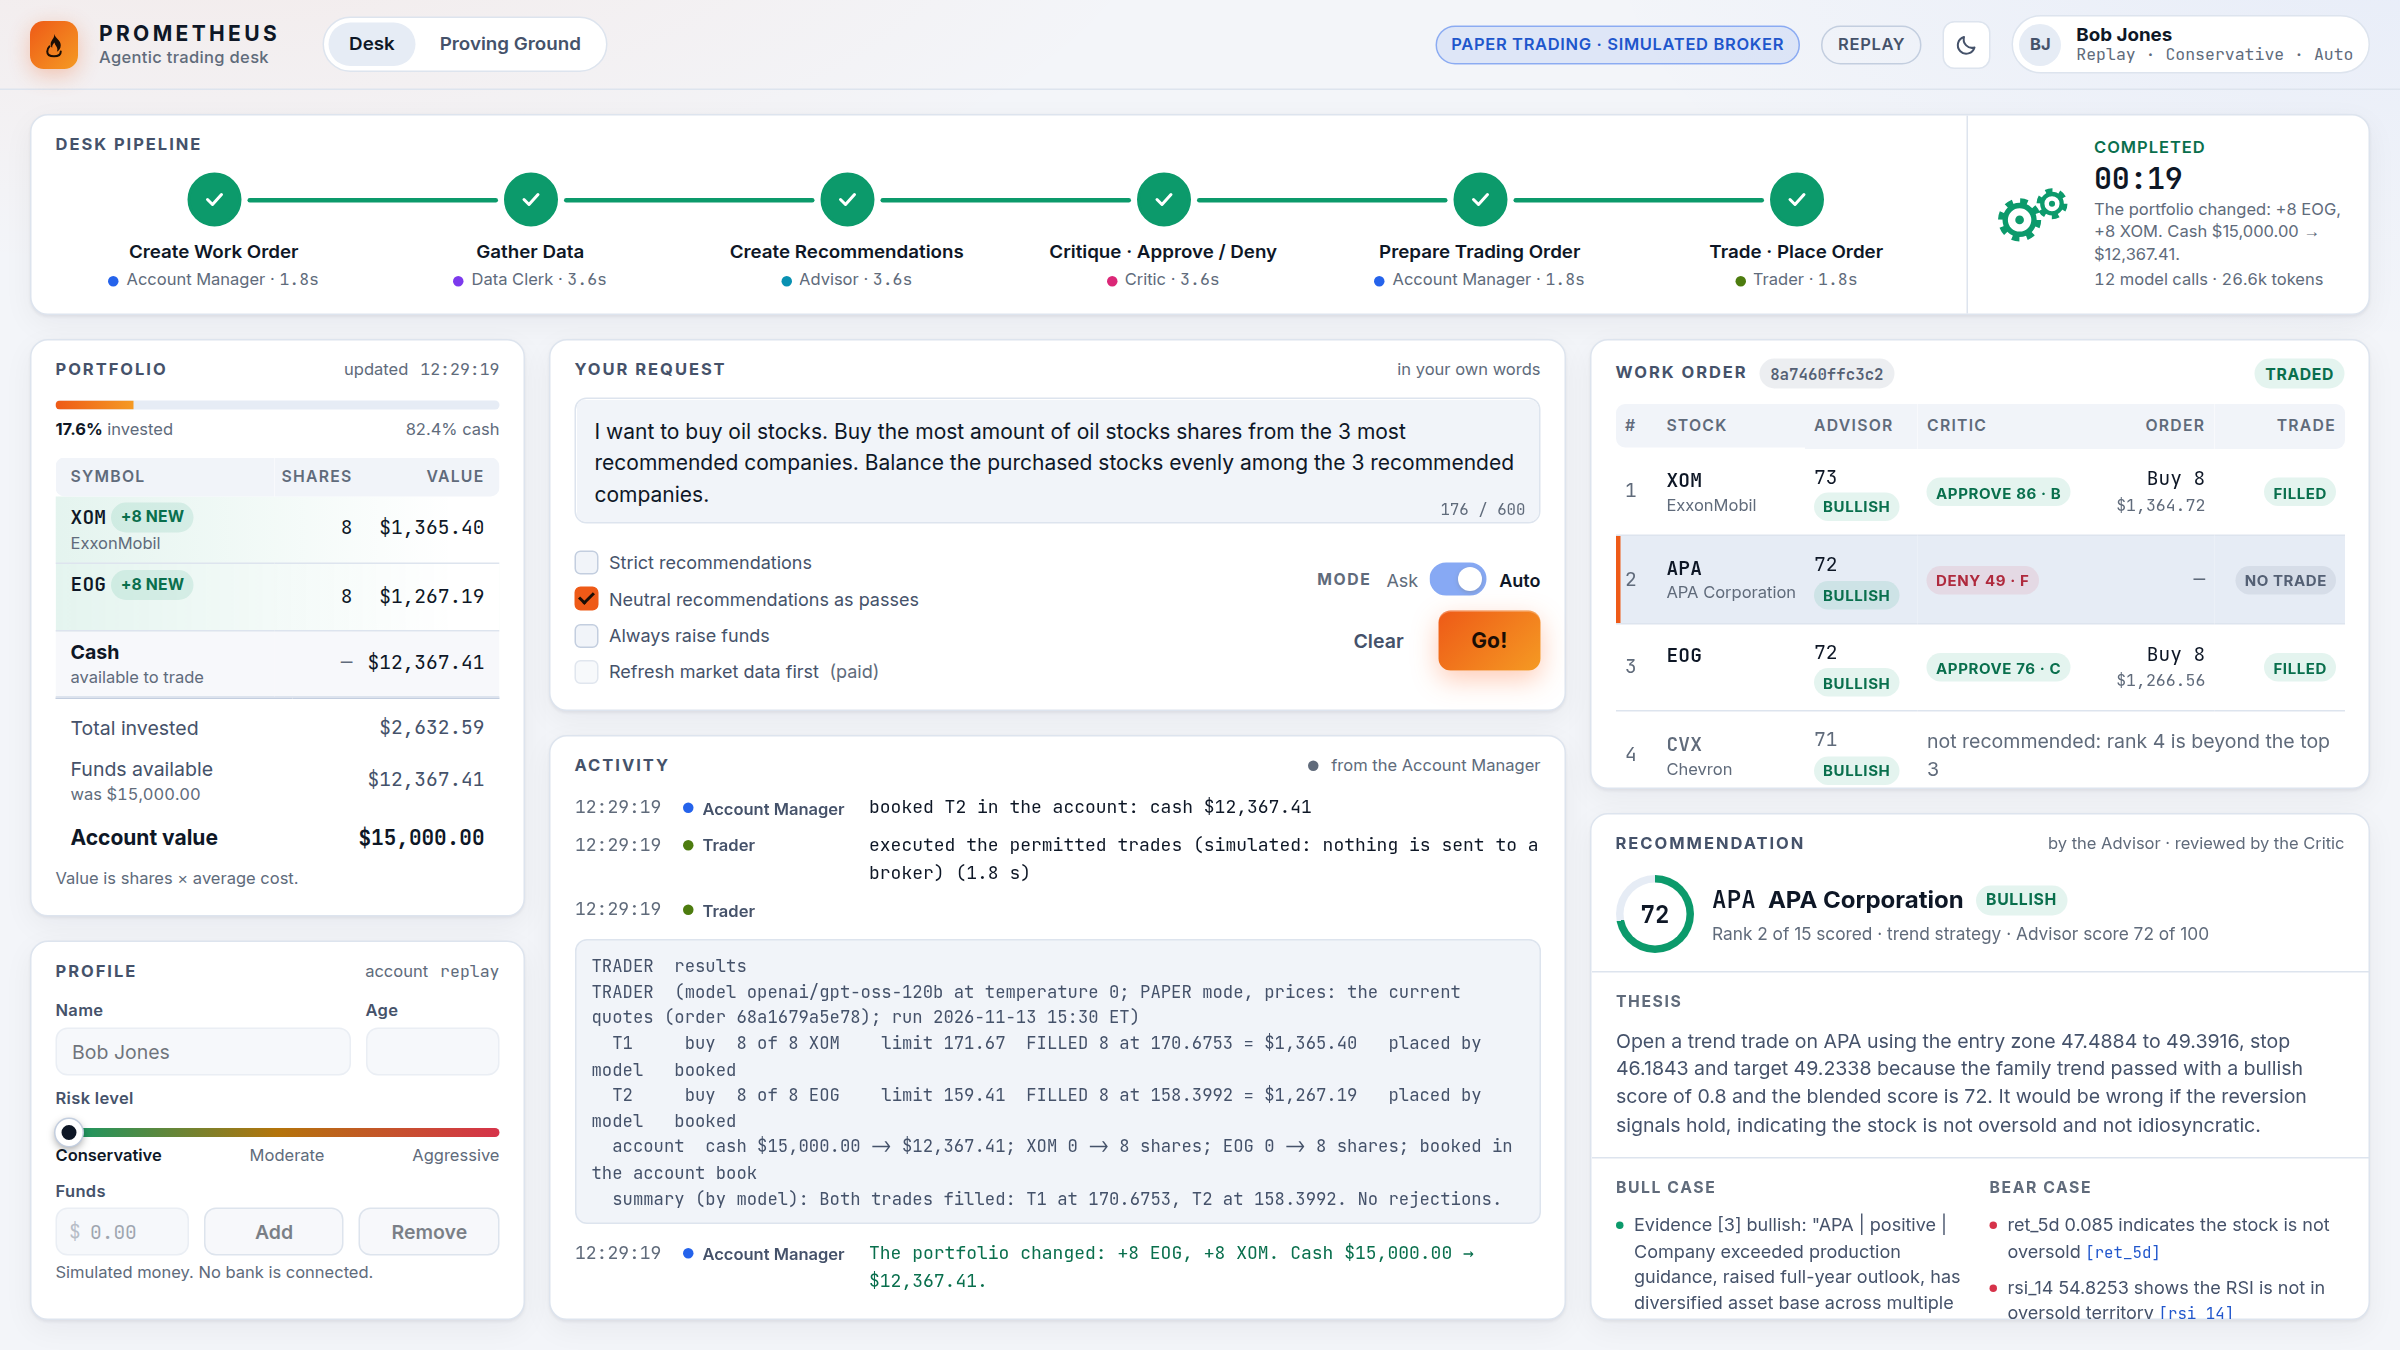 PROMETHEUS
Agentic trading desk
Desk
Proving Ground
PAPER TRADING · SIMULATED BROKER
REPLAY
BJ
Bob Jones
Replay · Conservative · Auto
DESK PIPELINE
Create Work Order
Account Manager · 1.8s
Gather Data
Data Clerk · 3.6s
Create Recommendations
Advisor · 3.6s
Critique · Approve / Deny
Critic · 3.6s
Prepare Trading Order
Account Manager · 1.8s
Trade · Place Order
Trader · 1.8s
COMPLETED
00:19
The portfolio changed: +8 EOG,
+8 XOM. Cash $15,000.00 →
$12,367.41.
12 model calls · 26.6k tokens
PORTFOLIO
updated 12:29:19
17.6% invested
82.4% cash
SYMBOL SHARES VALUE
XOM +8 NEW
ExxonMobil
8 $1,365.40
EOG +8 NEW
8 $1,267.19
Cash
available to trade
— $12,367.41
Total invested $2,632.59
Funds available
was $15,000.00
$12,367.41
Account value $15,000.00
Value is shares × average cost.
PROFILE
account replay
Name
Age
Bob Jones
Risk level
Conservative Moderate Aggressive
Funds
$ 0.00
Add
Remove
Simulated money. No bank is connected.
YOUR REQUEST
in your own words
I want to buy oil stocks. Buy the most amount of oil stocks shares from the 3 most
recommended companies. Balance the purchased stocks evenly among the 3 recommended
companies.
176 / 600
Strict recommendations
Neutral recommendations as passes
Always raise funds
Refresh market data first (paid)
MODE Ask Auto
Clear
Go!
ACTIVITY
from the Account Manager
12:29:19 Account Manager booked T2 in the account: cash $12,367.41
12:29:19 Trader executed the permitted trades (simulated: nothing is sent to a
broker) (1.8 s)
12:29:19 Trader
TRADER results
TRADER (model openai/gpt-oss-120b at temperature 0; PAPER mode, prices: the current
quotes (order 68a1679a5e78); run 2026-11-13 15:30 ET)
T1 buy 8 of 8 XOM limit 171.67 FILLED 8 at 170.6753 = $1,365.40 placed by
model booked
T2 buy 8 of 8 EOG limit 159.41 FILLED 8 at 158.3992 = $1,267.19 placed by
model booked
account cash $15,000.00 → $12,367.41; XOM 0 → 8 shares; EOG 0 → 8 shares; booked in
the account book
summary (by model): Both trades filled: T1 at 170.6753, T2 at 158.3992. No rejections.
12:29:19 Account Manager The portfolio changed: +8 EOG, +8 XOM. Cash $15,000.00 →
$12,367.41.
WORK ORDER 8a7460ffc3c2
TRADED
# STOCK ADVISOR CRITIC ORDER TRADE
1 XOM
ExxonMobil
73
BULLISH
APPROVE 86 · B
Buy 8
$1,364.72
FILLED
2 APA
APA Corporation
72
BULLISH
DENY 49 · F
—
NO TRADE
3 EOG
72
BULLISH
APPROVE 76 · C
Buy 8
$1,266.56
FILLED
4 CVX
Chevron
71
BULLISH
not recommended: rank 4 is beyond the top
3
RECOMMENDATION
by the Advisor · reviewed by the Critic
72
APA APA Corporation BULLISH
Rank 2 of 15 scored · trend strategy · Advisor score 72 of 100
THESIS
Open a trend trade on APA using the entry zone 47.4884 to 49.3916, stop
46.1843 and target 49.2338 because the family trend passed with a bullish
score of 0.8 and the blended score is 72. It would be wrong if the reversion
signals hold, indicating the stock is not oversold and not idiosyncratic.
BULL CASE
Evidence [3] bullish: "APA | positive |
Company exceeded production
guidance, raised full-year outlook, has
diversified asset base across multiple
BEAR CASE
ret_5d 0.085 indicates the stock is not
oversold [ret_5d]
rsi_14 54.8253 shows the RSI is not in
oversold territory [rsi_14]